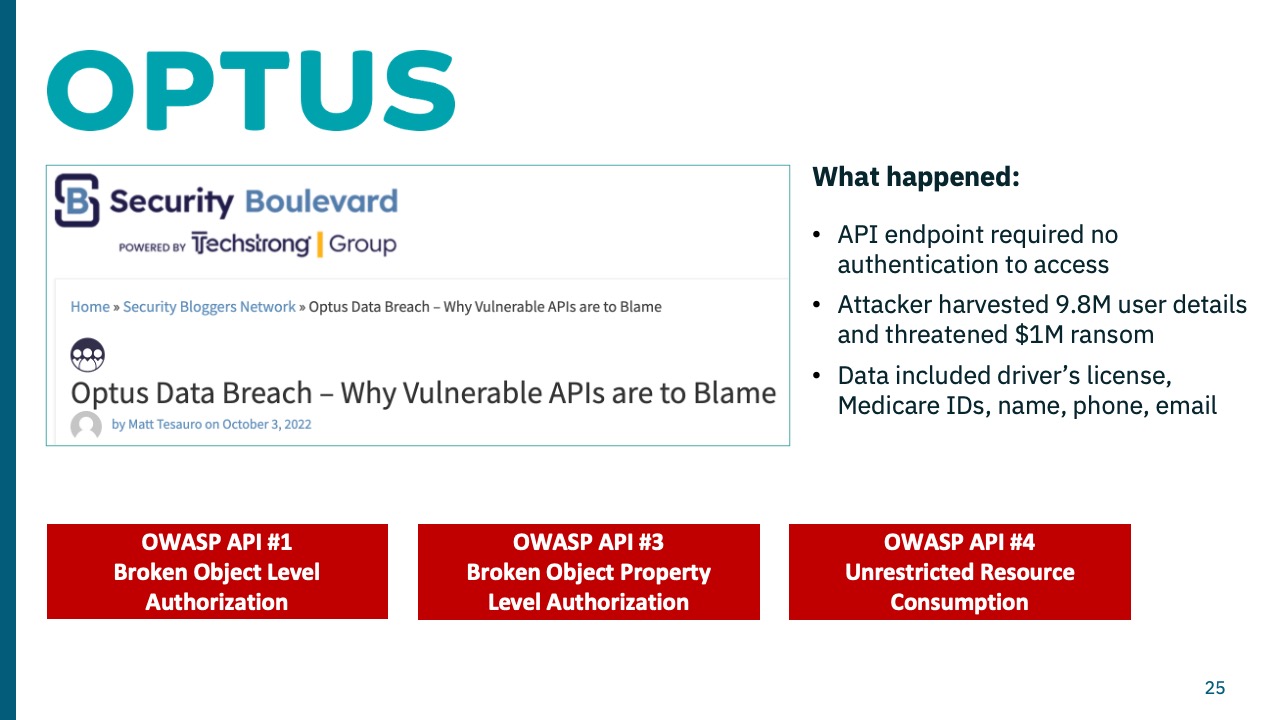 OPTUS
Security Boulevard
POWERED BY Techstrong | Group
Home » Security Bloggers Network » Optus Data Breach – Why Vulnerable APIs are to Blame
Optus Data Breach – Why Vulnerable APIs are to Blame
by Matt Tesauro on October 3, 2022
What happened:
• API endpoint required no
authentication to access
• Attacker harvested 9.8M user details
and threatened $1M ransom
• Data included driver’s license,
Medicare IDs, name, phone, email
OWASP API #1
Broken Object Level
Authorization
OWASP API #3
Broken Object Property
Level Authorization
OWASP API #4
Unrestricted Resource
Consumption
25